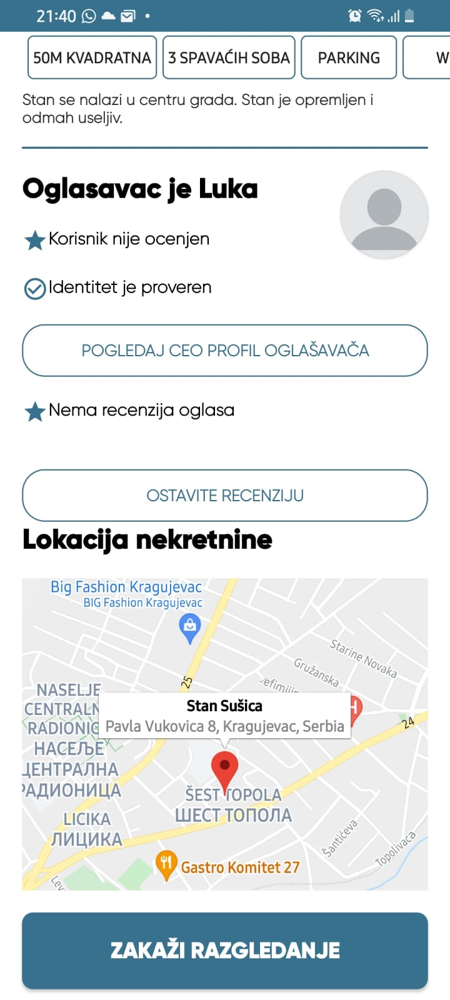 21:40
50M KVADRATNA
3 SPAVAĆIH SOBA
PARKING
W
Stan se nalazi u centru grada. Stan je opremljen i
odmah useljiv.
Oglasavac je Luka
Korisnik nije ocenjen
Identitet je proveren
POGLEDAJ CEO PROFIL OGLAŠAVAČA
Nema recenzija oglasa
OSTAVITE RECENZIJU
Lokacija nekretnine
Big Fashion Kragujevac
BIG Fashion Kragujevac
Starine Novaka
Gružanska
25
NASELJE
CENTRALN
RADIONIC
НАСЕЉЕ
ЦЕНТРАЛНА
РАДИОНИЦА
Stan Sušica
Pavla Vukovica 8, Kragujevac, Serbia
H
24
ŠEST TOPOLA
ШЕСТ ТОПОЛА
LICIKA
ЛИЦИКА
Šantićeva
Topolivaca
Gastro Komitet 27
Lev
ZAKAŽI RAZGLEDANJE